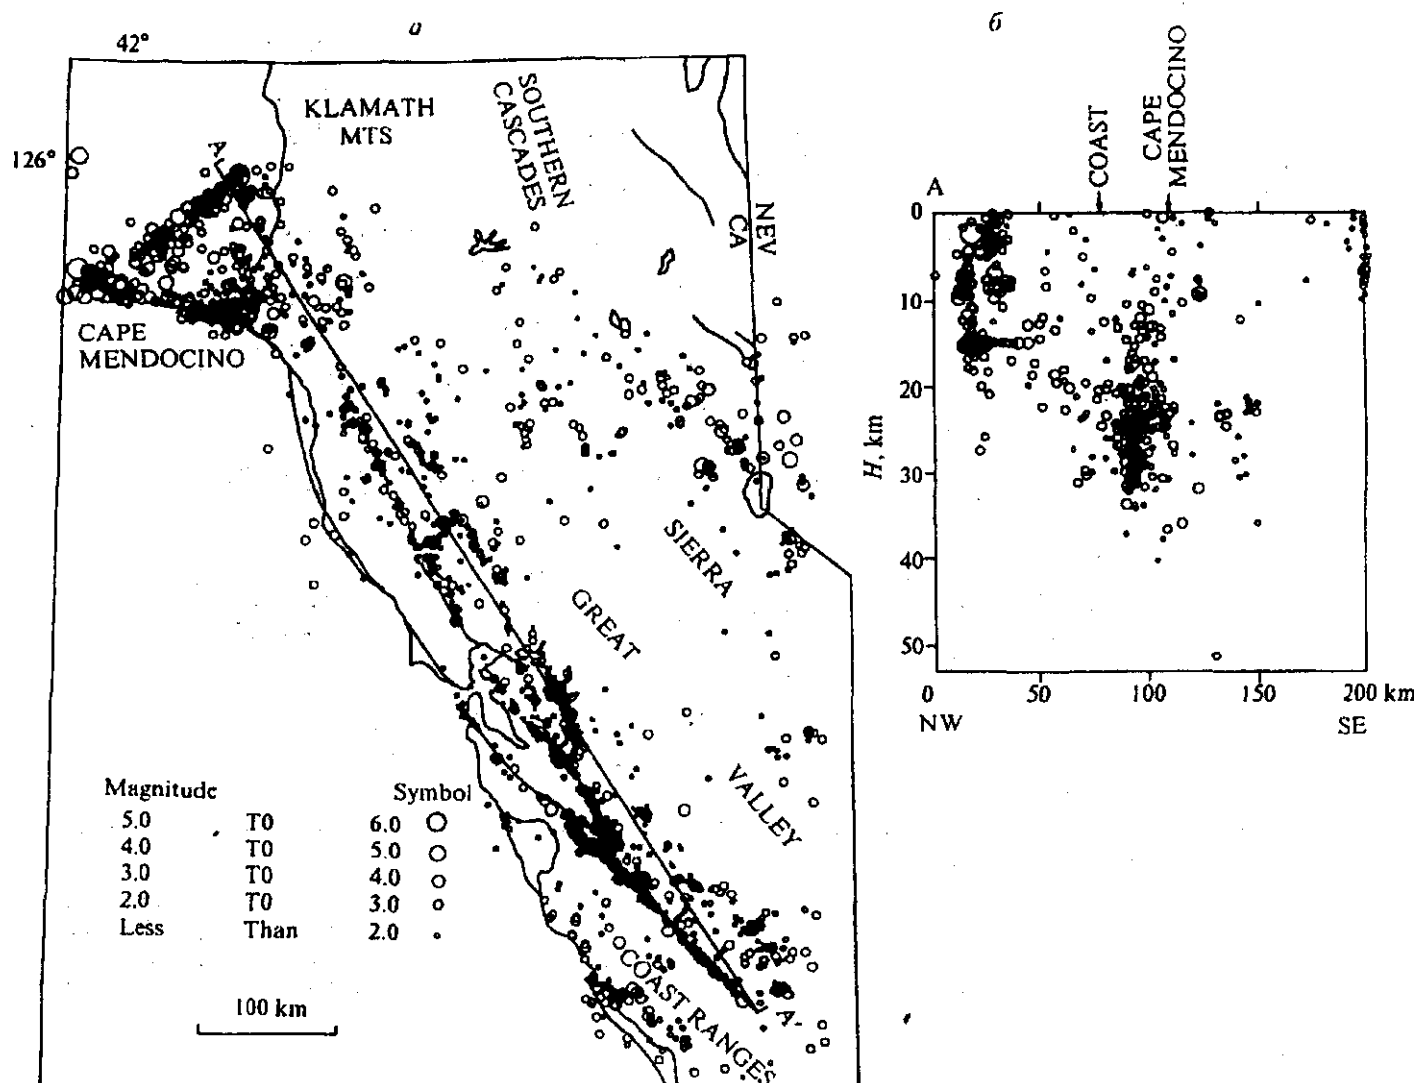 а
42°
KLAMATH
MTS
SOUTHERN
CASCADES
126°
A
NEV
CA
CAPE
MENDOCINO
SIERRA
GREAT
VALLEY
COAST RANGES
A'
Magnitude Symbol
5.0 TO 6.0
4.0 TO 5.0
3.0 TO 4.0
2.0 TO 3.0
Less Than 2.0
100 km
б
COAST
CAPE
MENDOCINO
A
0
10
20
30
40
50
H, km
0 50 100 150 200 km
NW SE